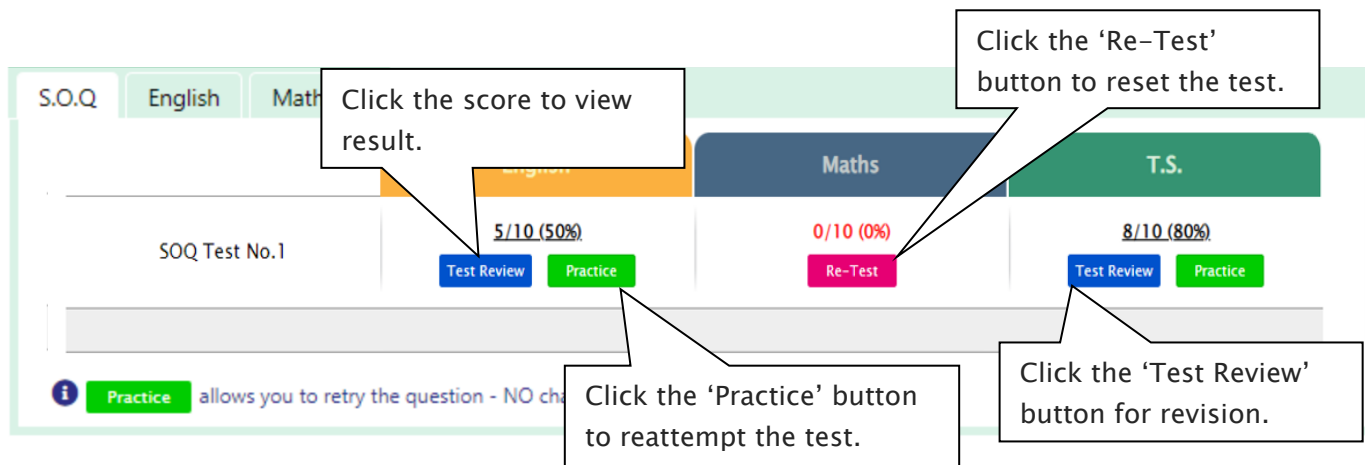 Click the ‘Re-Test’
button to reset the test.
S.O.Q English Math
Click the score to view
result.
Maths T.S.
SOQ Test No.1
5/10 (50%) 0/10 (0%) 8/10 (80%)
Test Review Practice Re-Test Test Review Practice
Practice allows you to retry the question - NO
Click the ‘Practice’ button
to reattempt the test.
Click the ‘Test Review’
button for revision.